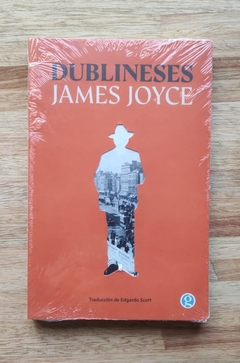 DUBLINESES
JAMES JOYCE
Traducción de Edgardo Scott
g